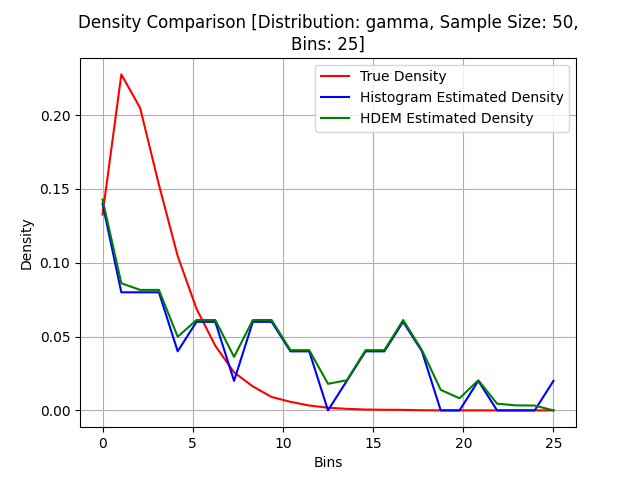 Density Comparison [Distribution: gamma, Sample Size: 50,
Bins: 25]
True Density
Histogram Estimated Density
HDEM Estimated Density
Density
0.20
0.15
0.10
0.05
0.00
0
5
10
15
20
25
Bins